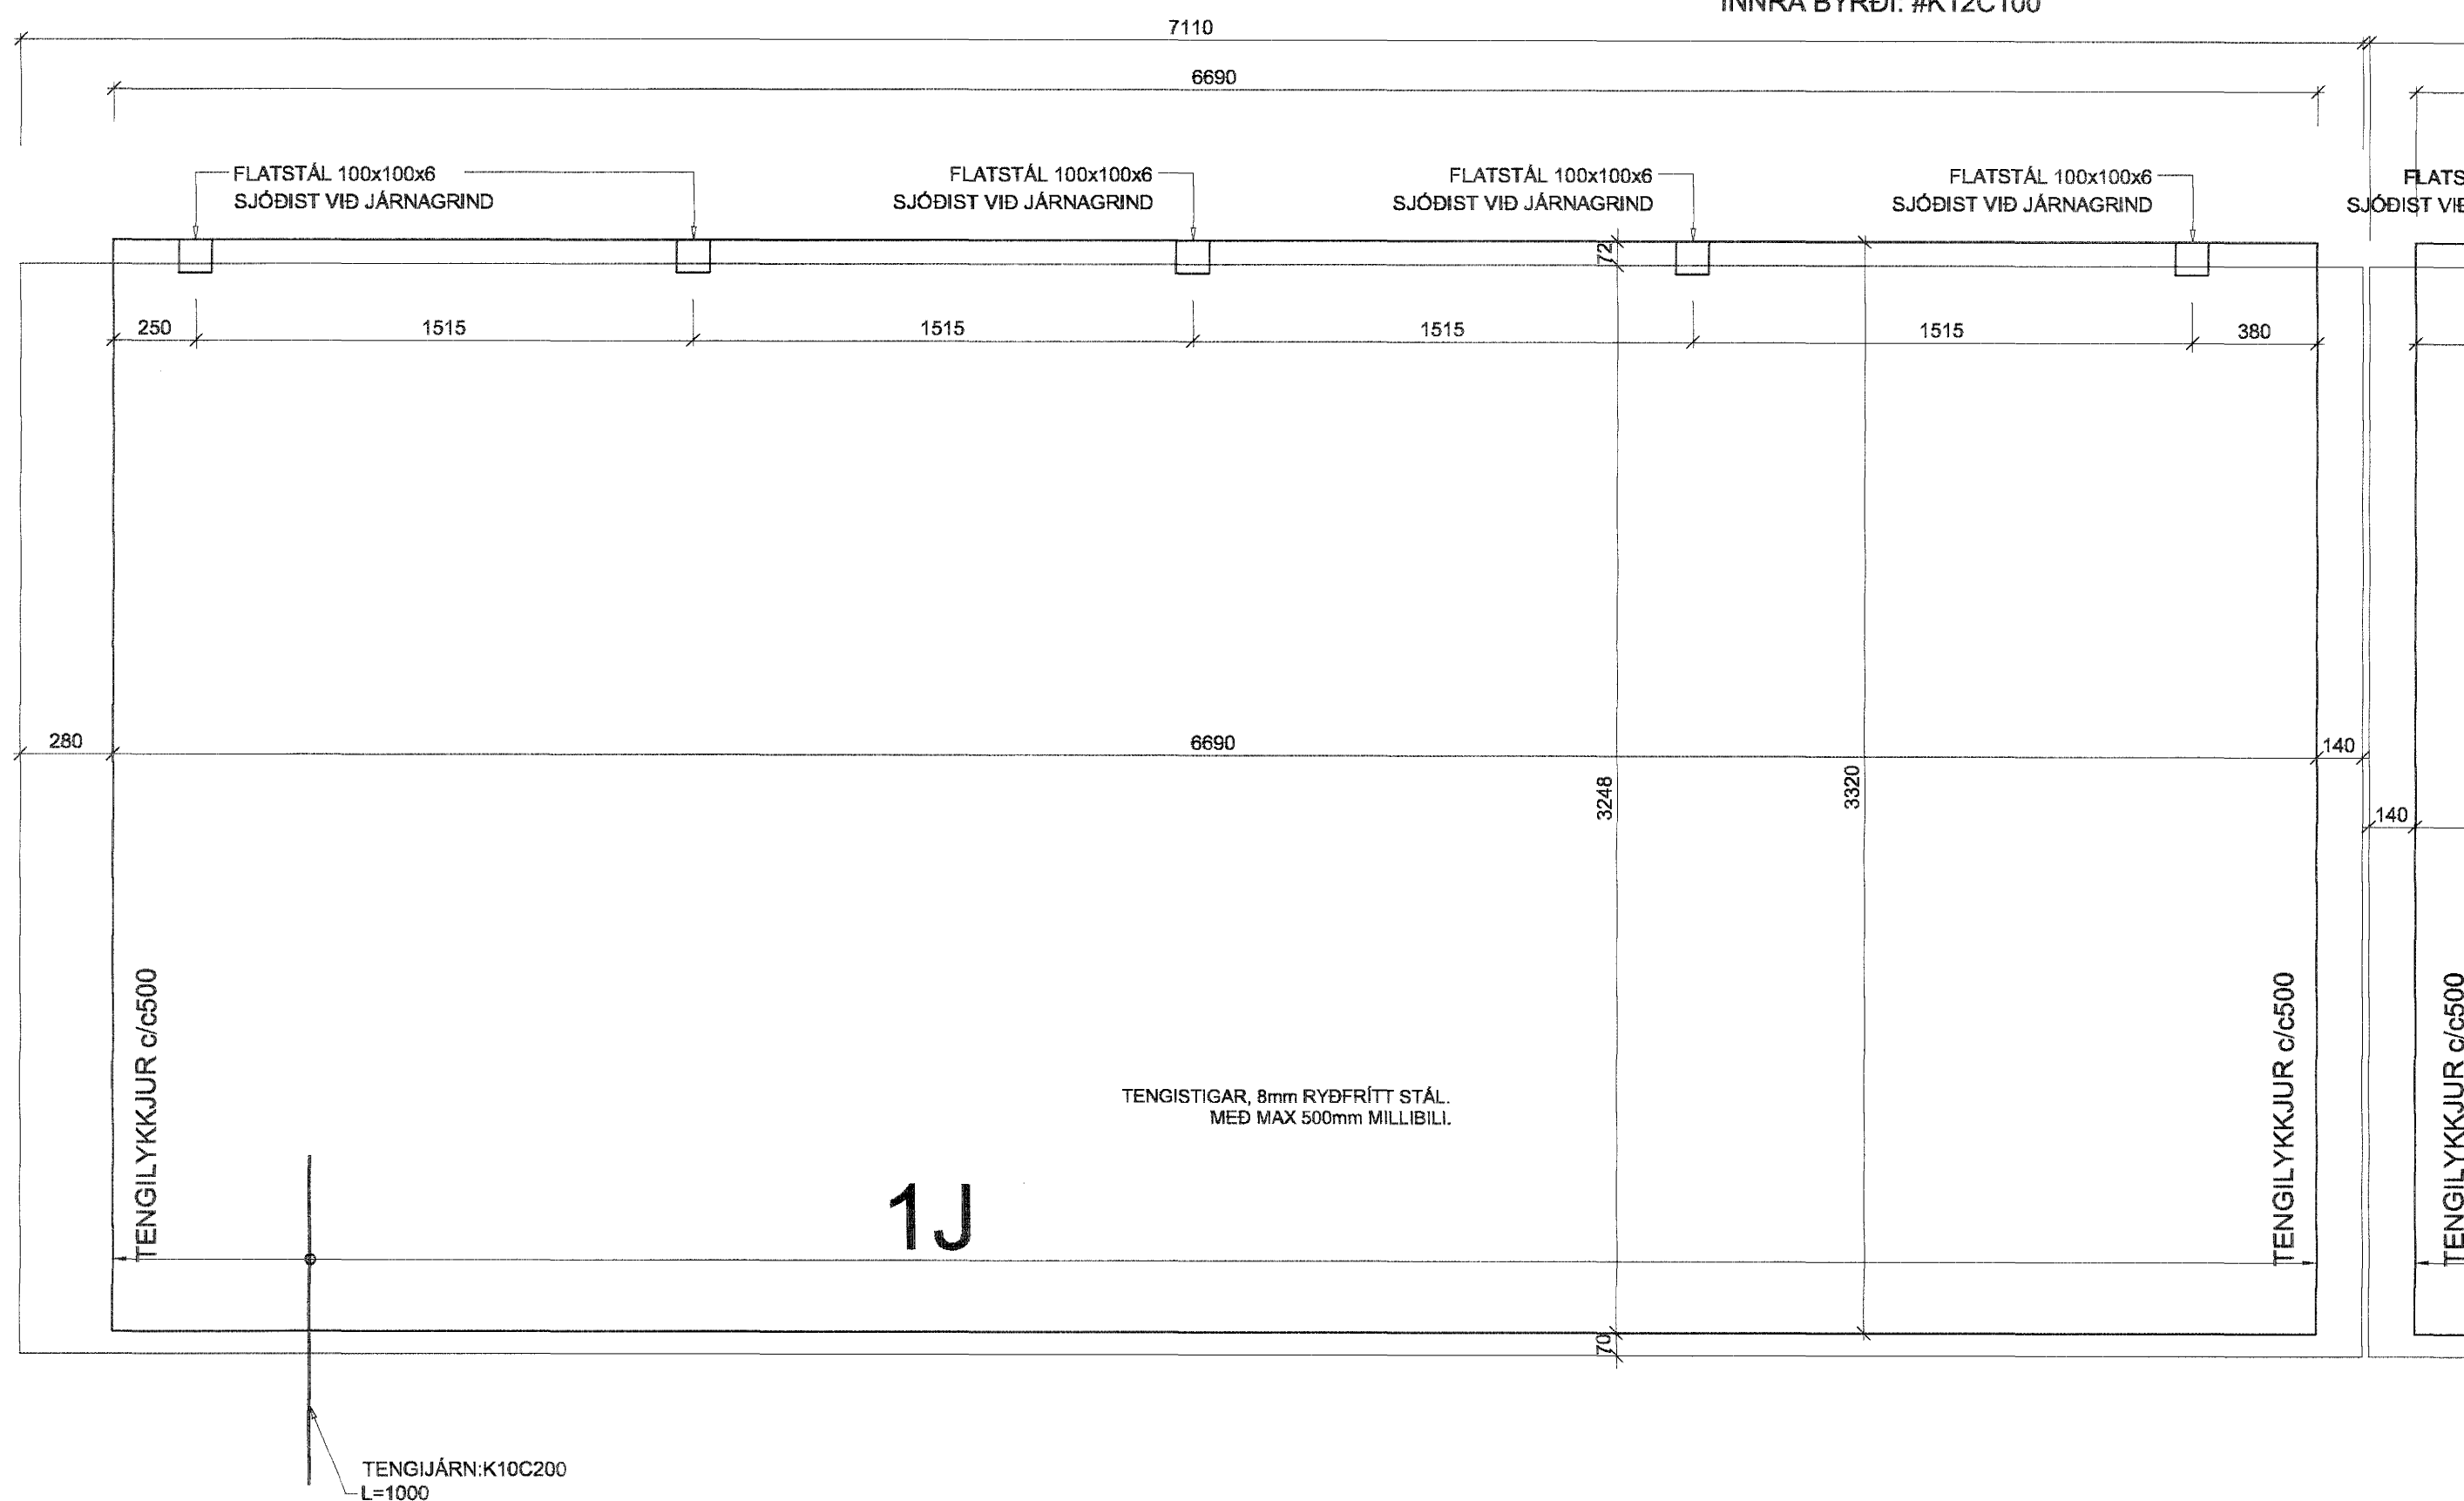 INNRA BYRÐI: #K12C100
7110
6690
FLATSTÁL 100x100x6
SJÓÐIST VIÐ JÁRNAGRIND
FLATSTÁL 100x100x6
SJÓÐIST VIÐ JÁRNAGRIND
FLATSTÁL 100x100x6
SJÓÐIST VIÐ JÁRNAGRIND
FLATSTÁL 100x100x6
SJÓÐIST VIÐ JÁRNAGRIND
FLATS
SJÓÐIST VIÐ
72
250
1515
1515
1515
1515
380
280
6690
140
3248
3320
140
TENGILYKKJUR c/c500
TENGILYKKJUR c/c500
TENGILYKKJUR c/c500
TENGISTIGAR, 8mm RYÐFRÍTT STÁL.
MEÐ MAX 500mm MILLIBILI.
1J
70
TENGIJÁRN:K10C200
L=1000